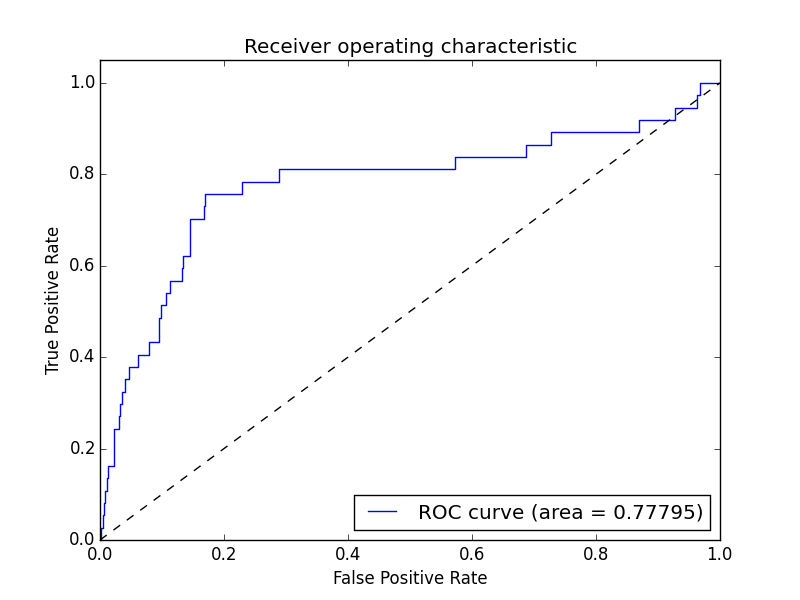 Receiver operating characteristic
1.0
0.8
0.6
0.4
0.2
0.0
True Positive Rate
ROC curve (area = 0.77795)
0.0 0.2 0.4 0.6 0.8 1.0
False Positive Rate